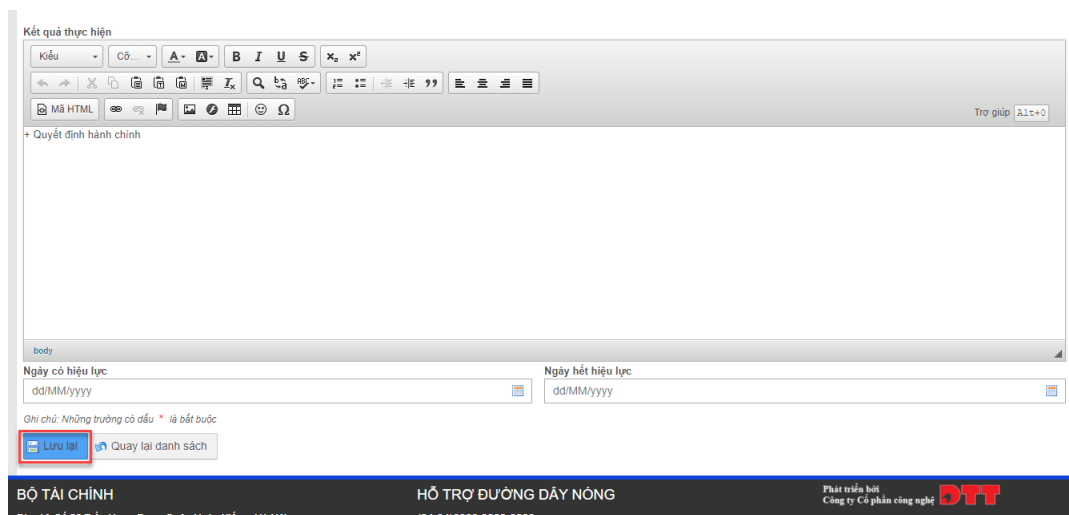 Kết quả thực hiện
Kiểu Cỡ... A A B I U S x₂ x²
Mã HTML Ω
Trợ giúp Alt+0
+ Quyết định hành chính
body
Ngày có hiệu lực Ngày hết hiệu lực
dd/MM/yyyy dd/MM/yyyy
Ghi chú: Những trường có dấu * là bắt buộc
Lưu lại Quay lại danh sách
BỘ TÀI CHÍNH HỖ TRỢ ĐƯỜNG DÂY NÓNG
Phát triển bởi
Công ty Cổ phần công nghệ DTT